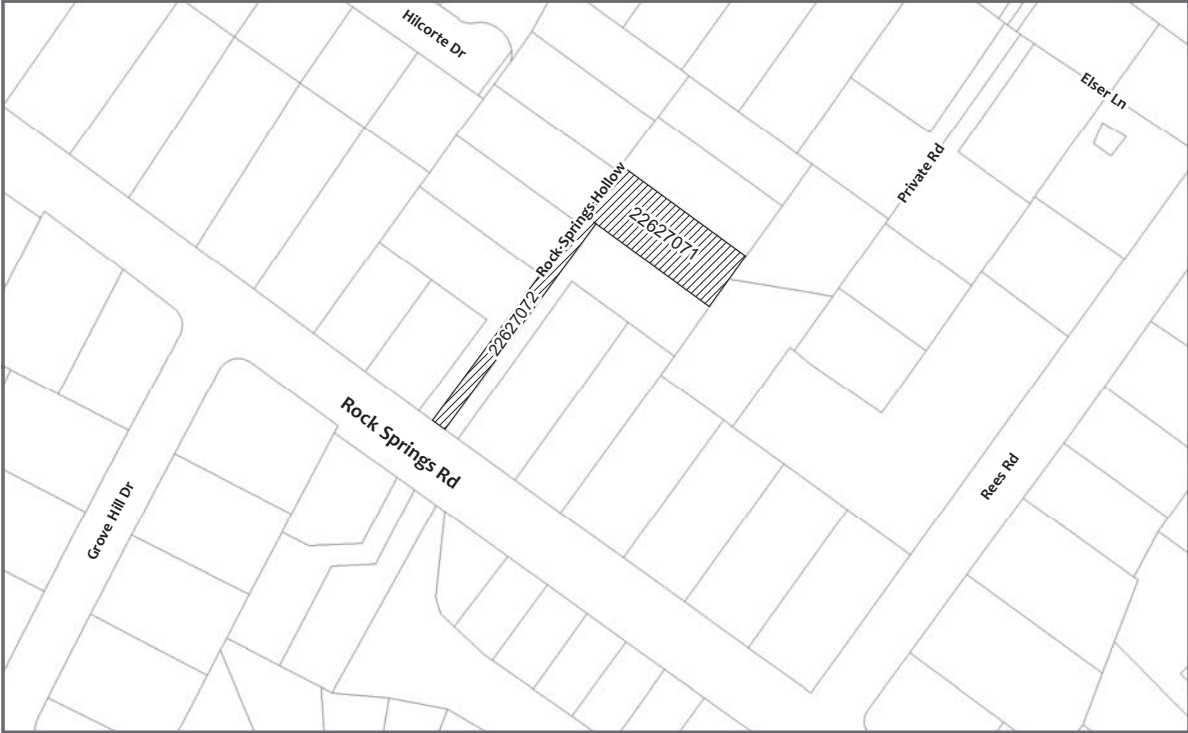 Hilcorte Dr
Elser Ln
Private Rd
Rock Springs Hollow
22627071
22627072
Rock Springs Rd
Rees Rd
Grove Hill Dr